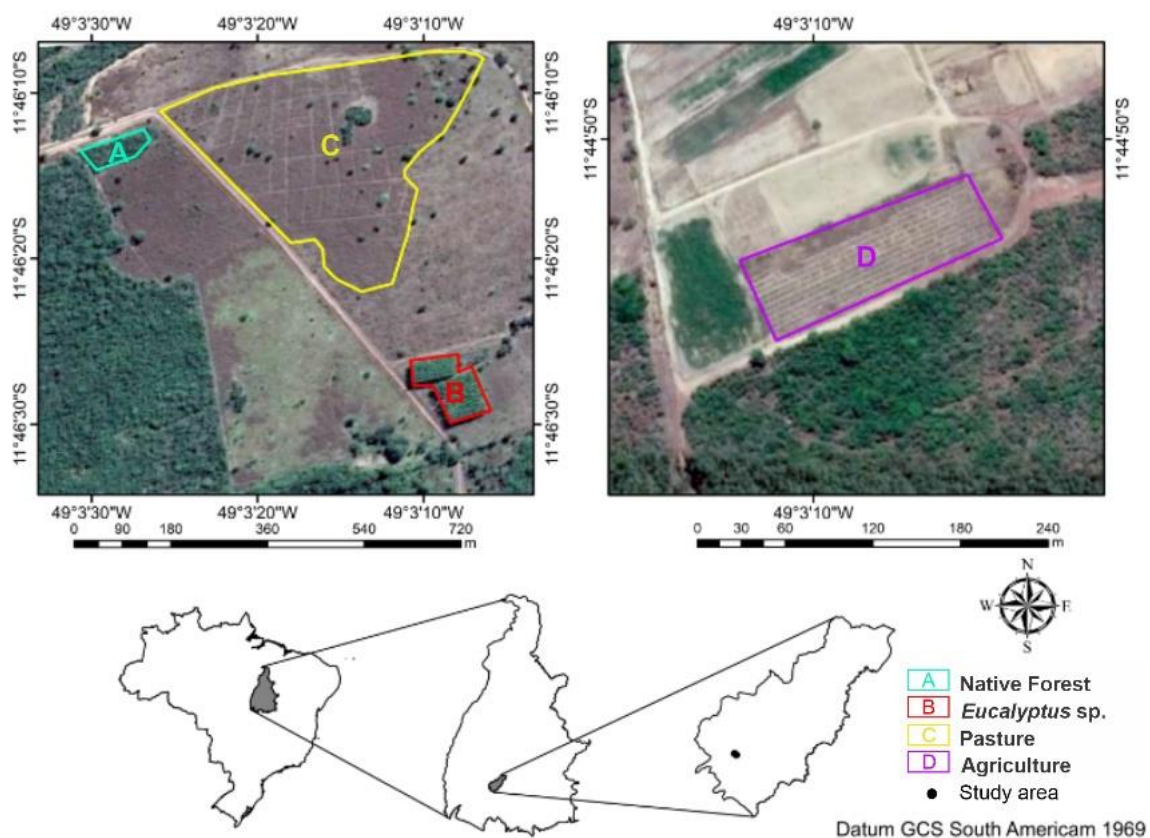 49°3'30"W 49°3'20"W 49°3'10"W
49°3'10"W
11°46'10"S
11°46'20"S
11°46'30"S
11°46'10"S
11°46'20"S
11°46'30"S
A
C
B
11°44'50"S
11°44'50"S
D
49°3'30"W 49°3'20"W 49°3'10"W
49°3'10"W
0 90 180 360 540 720
m
0 30 60 120 180 240
m
N
W E
S
A Native Forest
B Eucalyptus sp.
C Pasture
D Agriculture
Study area
Datum GCS South Americam 1969